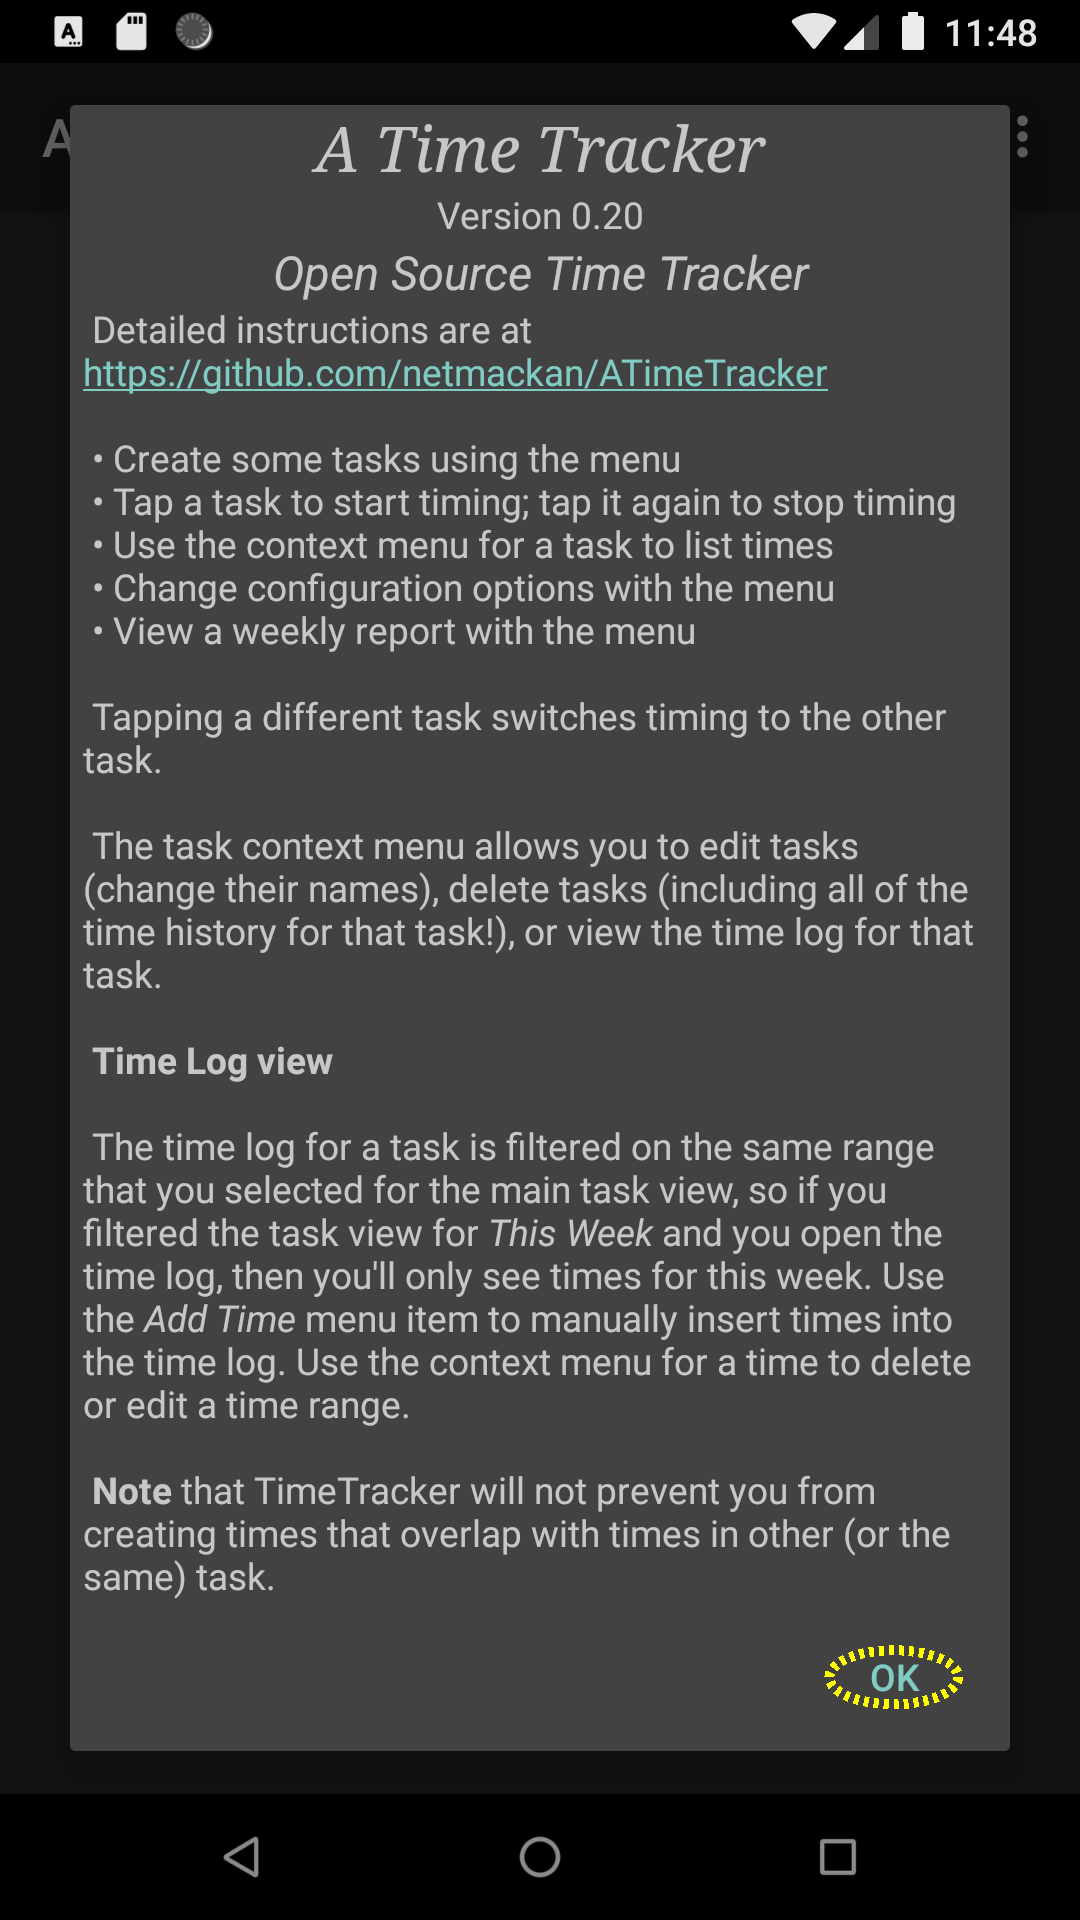 11:48
A Time Tracker
Version 0.20
Open Source Time Tracker
Detailed instructions are at
https://github.com/netmackan/ATimeTracker
• Create some tasks using the menu
• Tap a task to start timing; tap it again to stop timing
• Use the context menu for a task to list times
• Change configuration options with the menu
• View a weekly report with the menu
Tapping a different task switches timing to the other
task.
The task context menu allows you to edit tasks
(change their names), delete tasks (including all of the
time history for that task!), or view the time log for that
task.
Time Log view
The time log for a task is filtered on the same range
that you selected for the main task view, so if you
filtered the task view for This Week and you open the
time log, then you'll only see times for this week. Use
the Add Time menu item to manually insert times into
the time log. Use the context menu for a time to delete
or edit a time range.
Note that TimeTracker will not prevent you from
creating times that overlap with times in other (or the
same) task.
OK